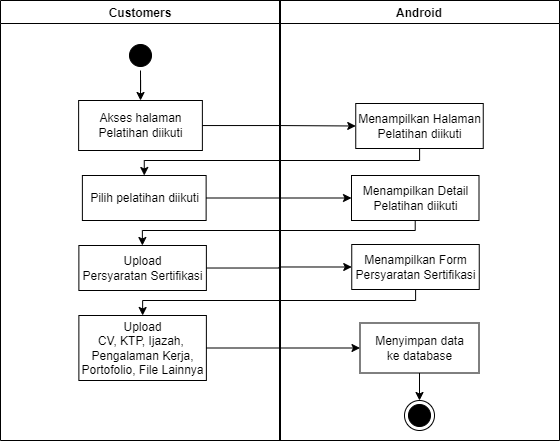 Customers
Android
Akses halaman
Pelatihan diikuti
Menampilkan Halaman
Pelatihan diikuti
Pilih pelatihan diikuti
Menampilkan Detail
Pelatihan diikuti
Upload
Persyaratan Sertifikasi
Menampilkan Form
Persyaratan Sertifikasi
Upload
CV, KTP, Ijazah,
Pengalaman Kerja,
Portofolio, File Lainnya
Menyimpan data
ke database